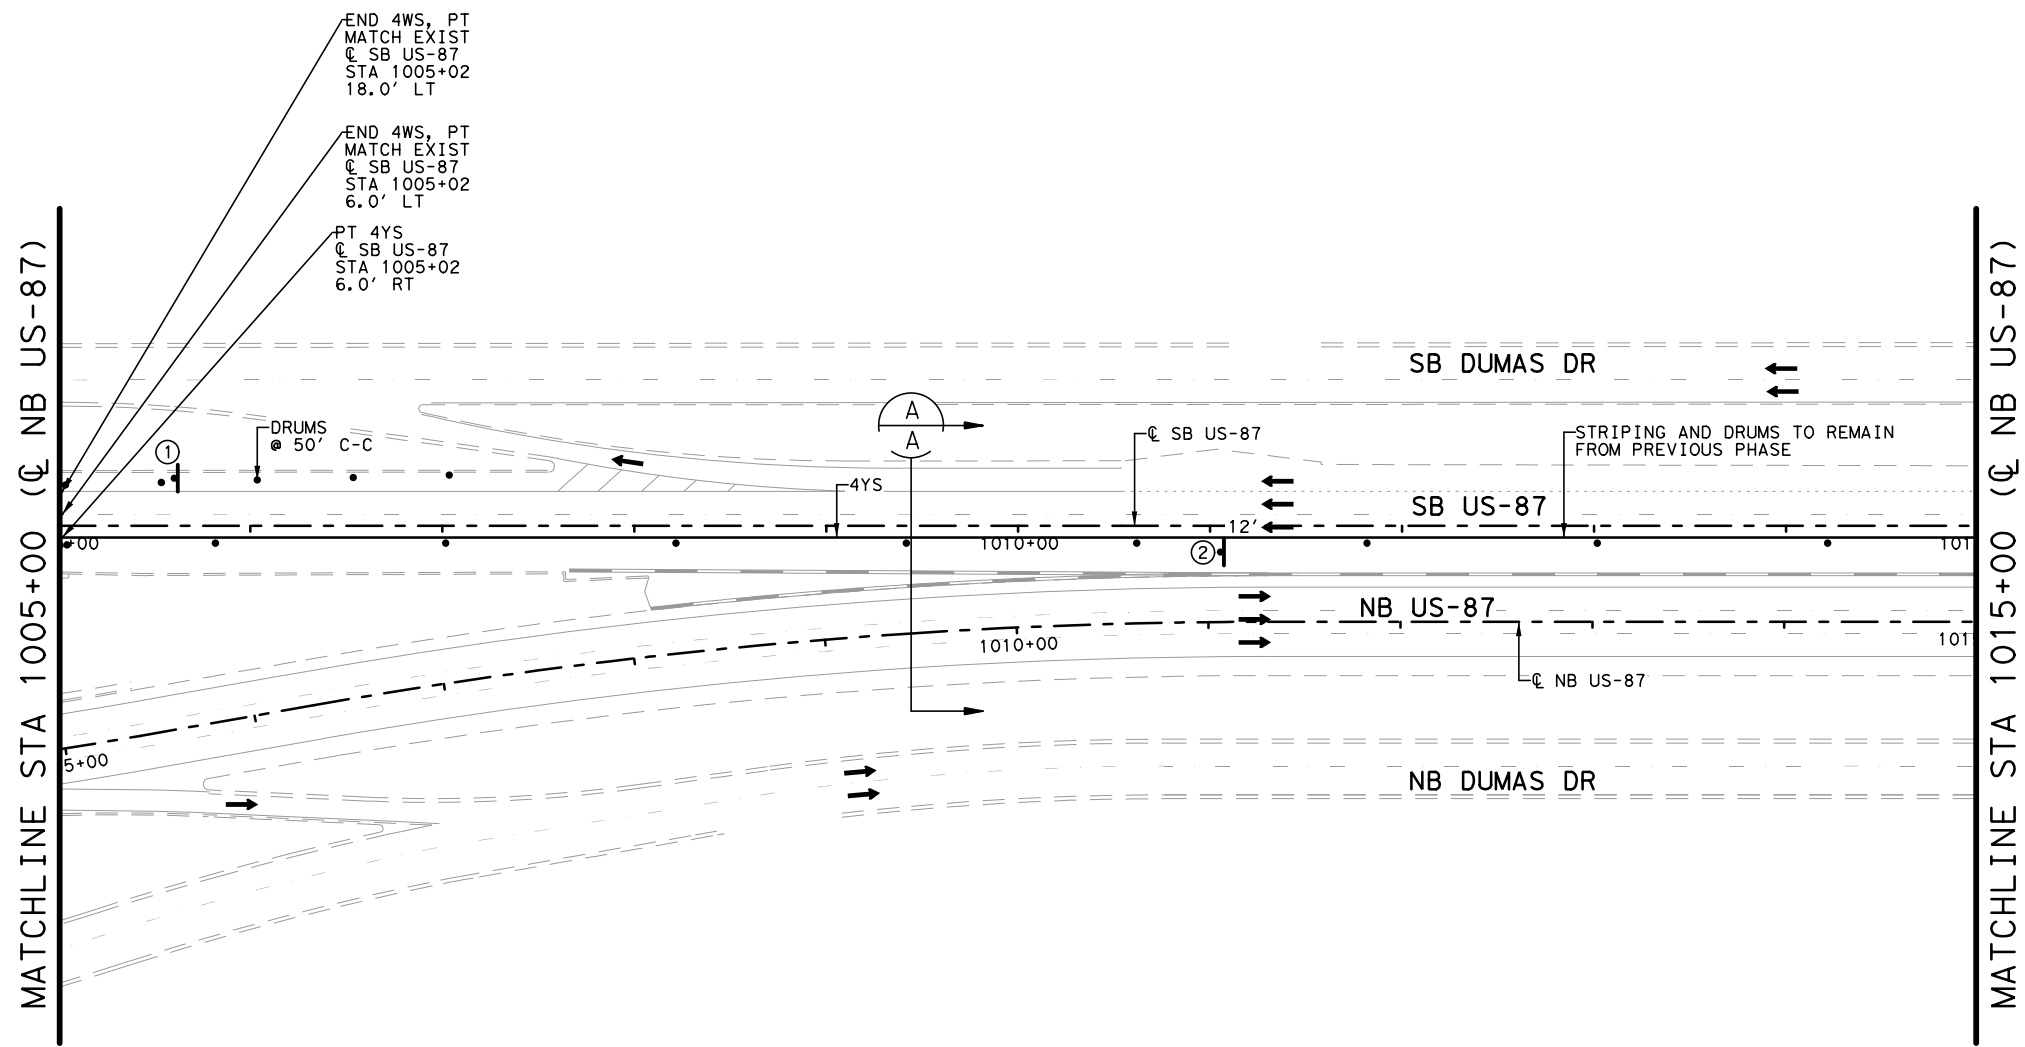 END 4WS, PT
MATCH EXIST
℄ SB US-87
STA 1005+02
18.0' LT
END 4WS, PT
MATCH EXIST
℄ SB US-87
STA 1005+02
6.0' LT
PT 4YS
℄ SB US-87
STA 1005+02
6.0' RT
MATCHLINE STA 1005+00 (℄ NB US-87)
MATCHLINE STA 1015+00 (℄ NB US-87)
SB DUMAS DR
A
A
1
DRUMS
@ 50' C-C
℄ SB US-87
STRIPING AND DRUMS TO REMAIN
FROM PREVIOUS PHASE
4YS
SB US-87
12'
+00
1010+00
2
101
NB US-87
1010+00
101
℄ NB US-87
5+00
NB DUMAS DR